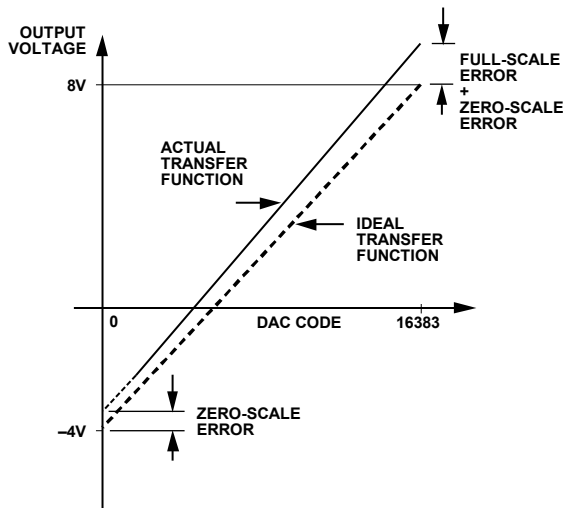 OUTPUT
VOLTAGE
8V
FULL-SCALE
ERROR
+
ZERO-SCALE
ERROR
ACTUAL
TRANSFER
FUNCTION
IDEAL
TRANSFER
FUNCTION
0
DAC CODE
16383
ZERO-SCALE
ERROR
–4V